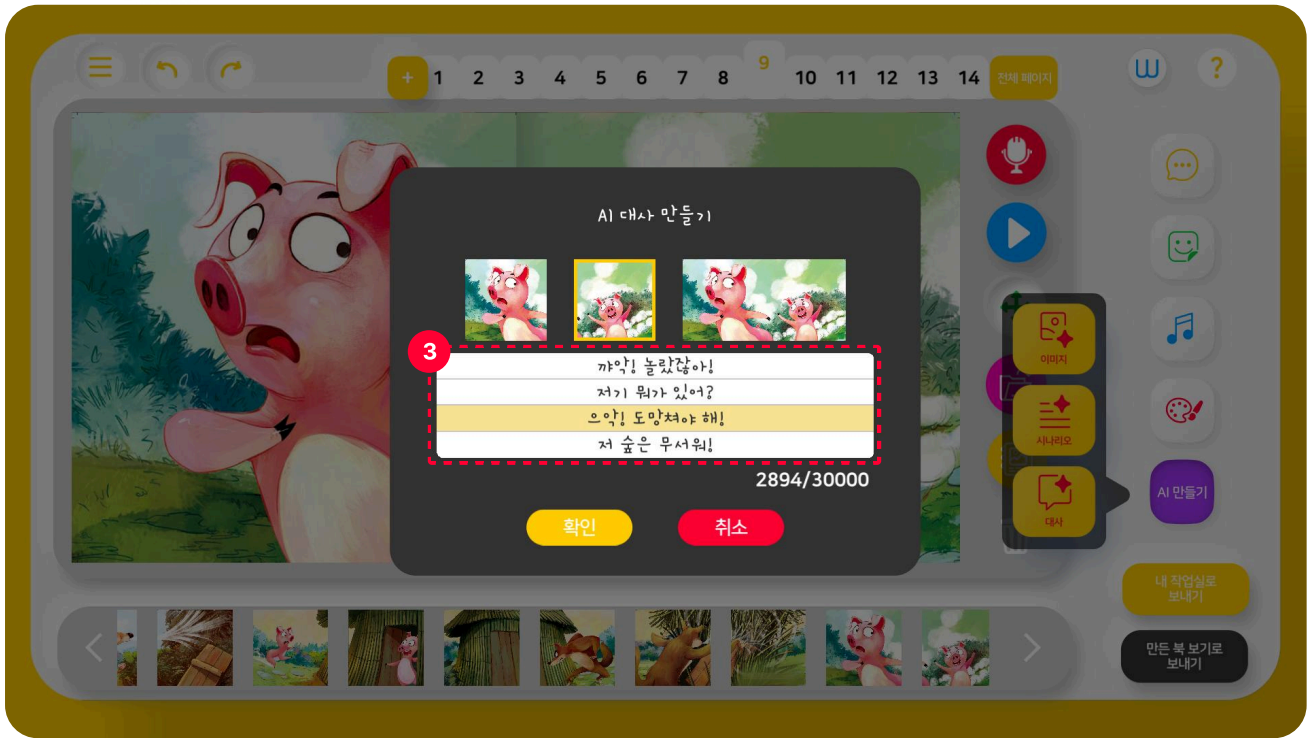 + 1 2 3 4 5 6 7 8 9 10 11 12 13 14 전체 페이지
W ?
AI 대사 만들기
3
꺄악! 놀랐잖아!
저기 뭐가 있어?
으악! 도망쳐야 해!
저 숲은 무서워!
2894/30000
확인 취소
이미지
시나리오
대사
AI 만들기
내 작업실로
보내기
만든 북 보기로
보내기